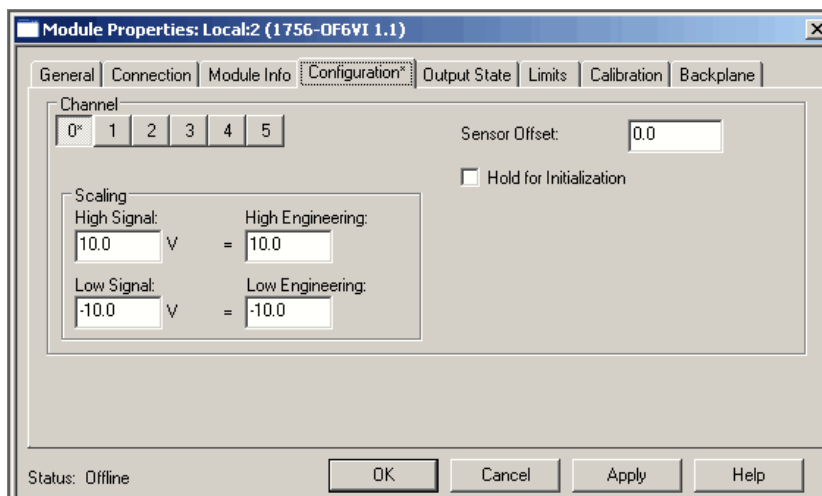 Module Properties: Local:2 (1756-OF6VI 1.1)
General Connection Module Info Configuration* Output State Limits Calibration Backplane
Channel
0* 1 2 3 4 5
Sensor Offset: 0.0
Hold for Initialization
Scaling
High Signal: High Engineering:
10.0 V = 10.0
Low Signal: Low Engineering:
-10.0 V = -10.0
Status: Offline OK Cancel Apply Help